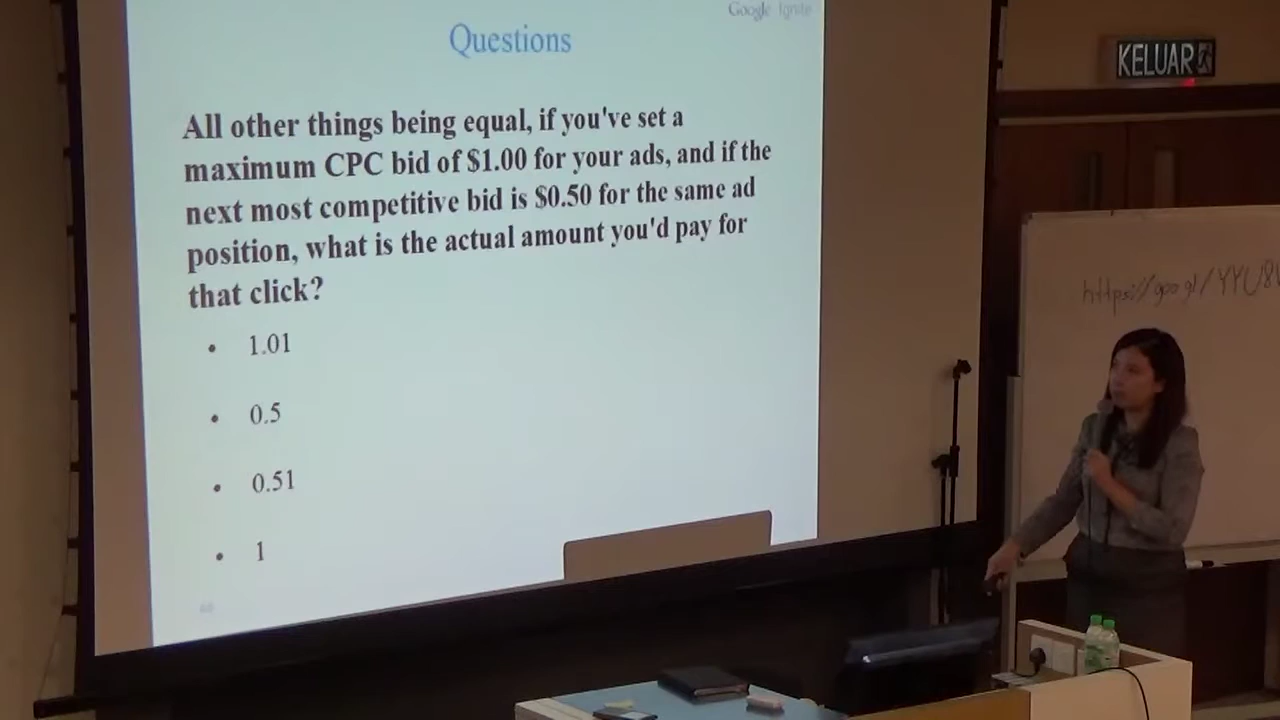 Google Ignite
KELUAR
Questions
All other things being equal, if you've set a
maximum CPC bid of $1.00 for your ads, and if the
next most competitive bid is $0.50 for the same ad
position, what is the actual amount you'd pay for
that click?
• 1.01
• 0.5
• 0.51
• 1
https://goo.gl/YYU8